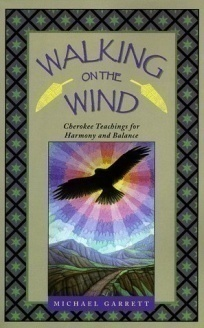 WALKING
ON THE
WIND
Cherokee Teachings for
Harmony and Balance
MICHAEL GARRETT